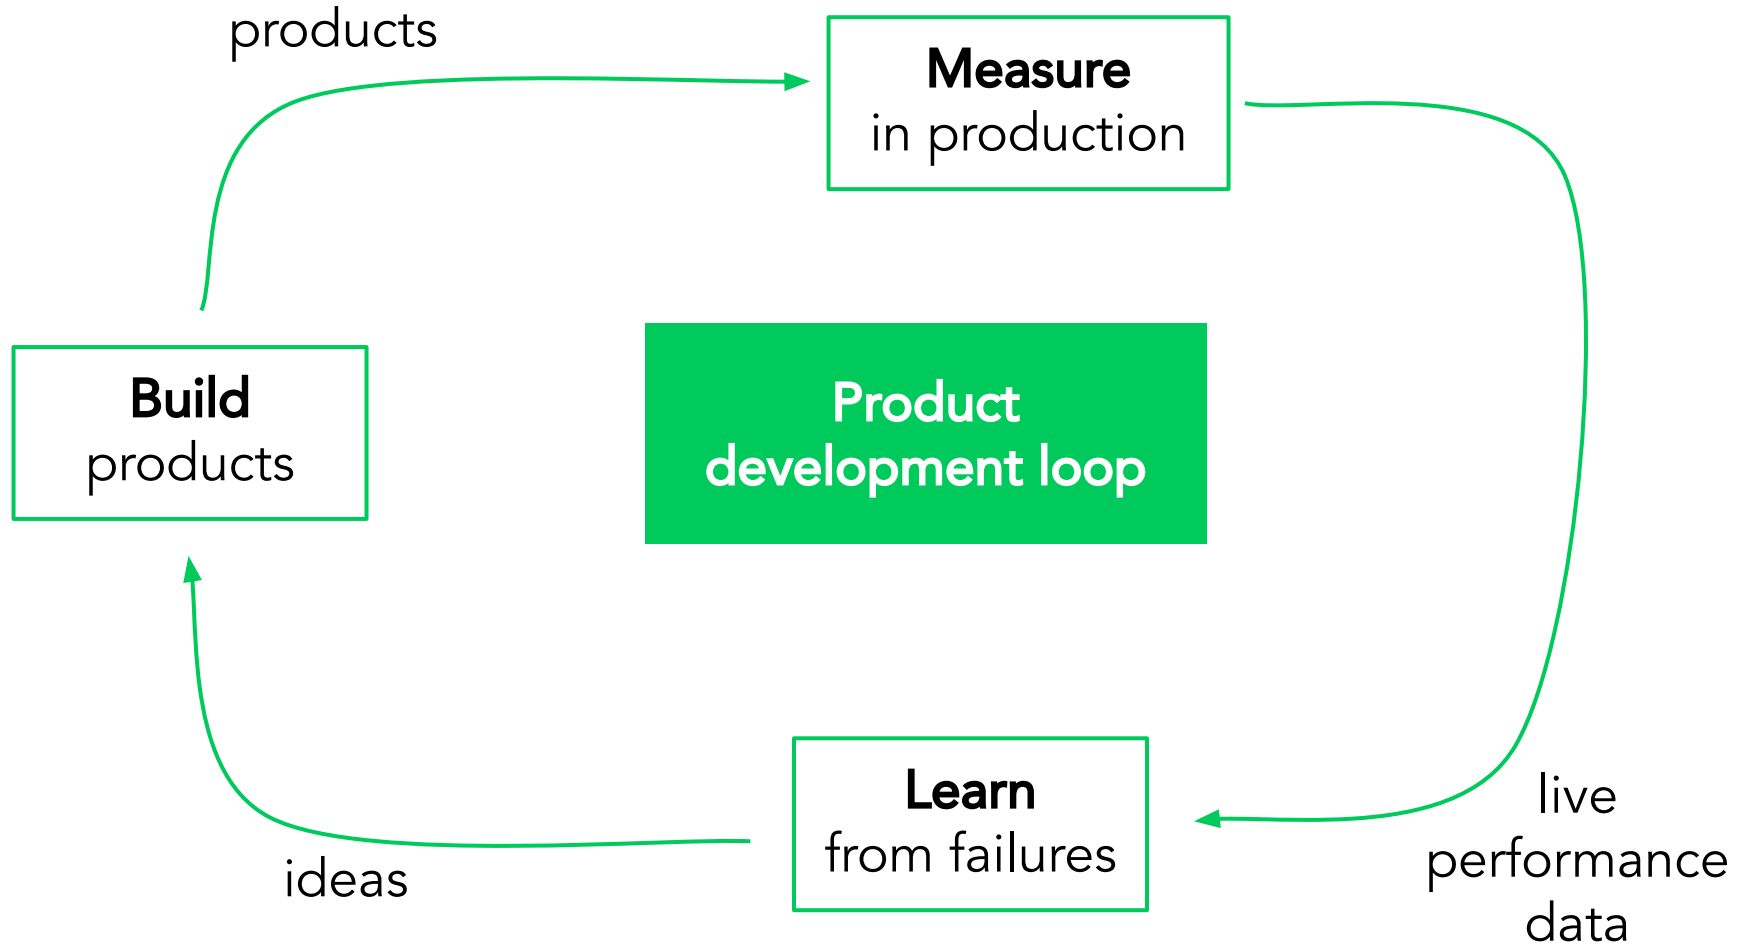 products
Measure
in production
Build
products
Product
development loop
Learn
from failures
live
performance
data
ideas